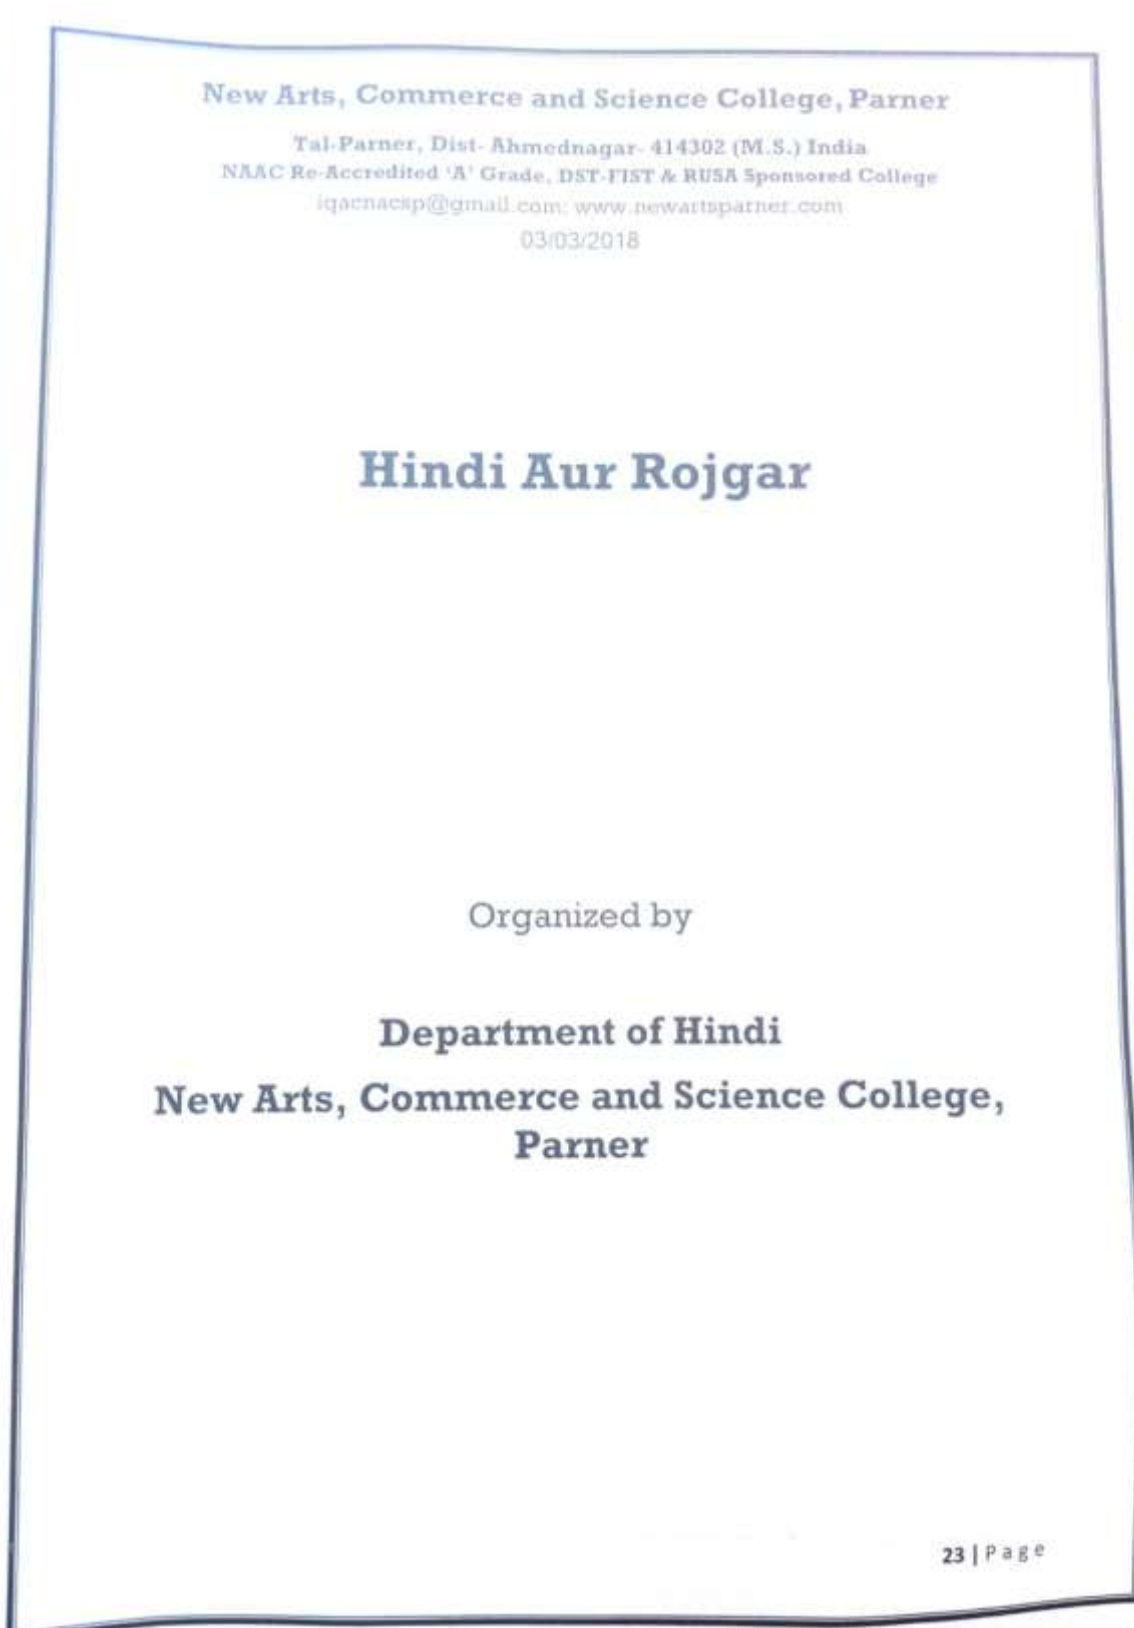 New Arts, Commerce and Science College, Parner
Tal-Parner, Dist- Ahmednagar- 414302 (M.S.) India
NAAC Re-Accredited 'A' Grade, DST-FIST & RUSA Sponsored College
iqacnacsp@gmail.com; www.newartsparner.com
03/03/2018
Hindi Aur Rojgar
Organized by
Department of Hindi
New Arts, Commerce and Science College,
Parner
23 | Page